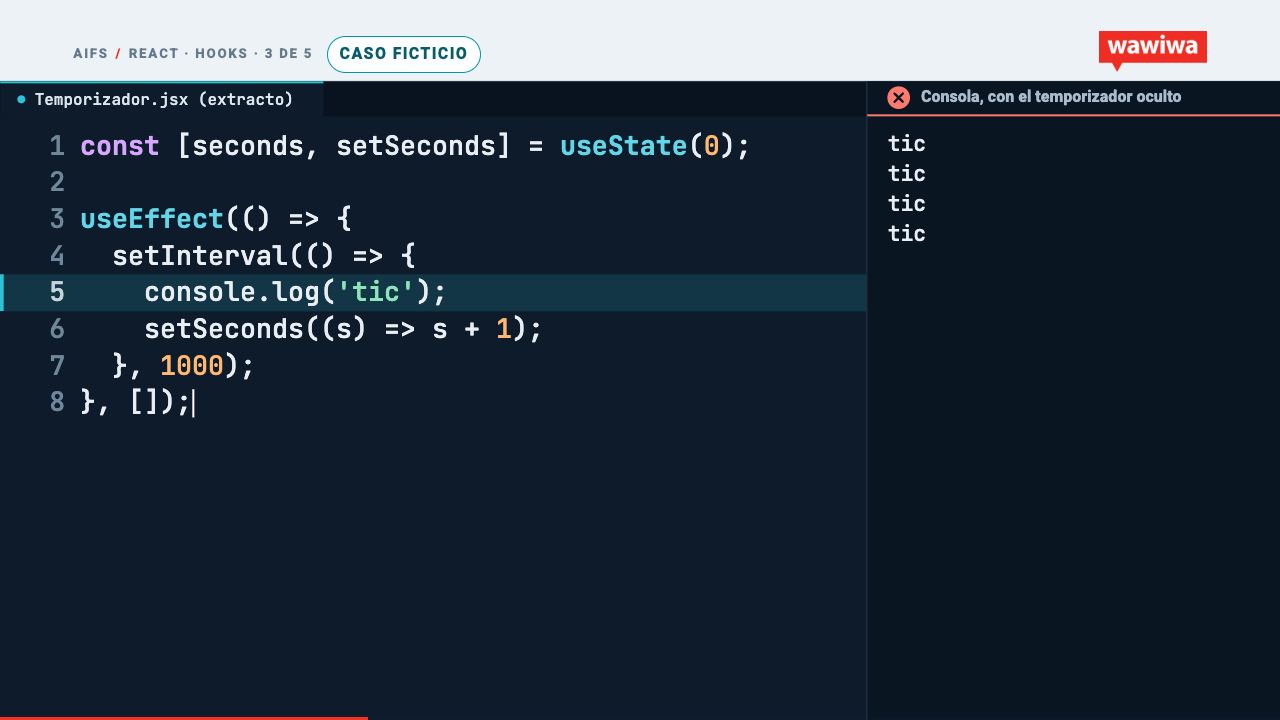 AIFS / REACT · HOOKS · 3 DE 5
CASO FICTICIO
wawiwa
Temporizador.jsx (extracto)
1 const [seconds, setSeconds] = useState(0);
2
3 useEffect(() => {
4   setInterval(() => {
5     console.log('tic');
6     setSeconds((s) => s + 1);
7   }, 1000);
8 }, []);
Consola, con el temporizador oculto
tic
tic
tic
tic